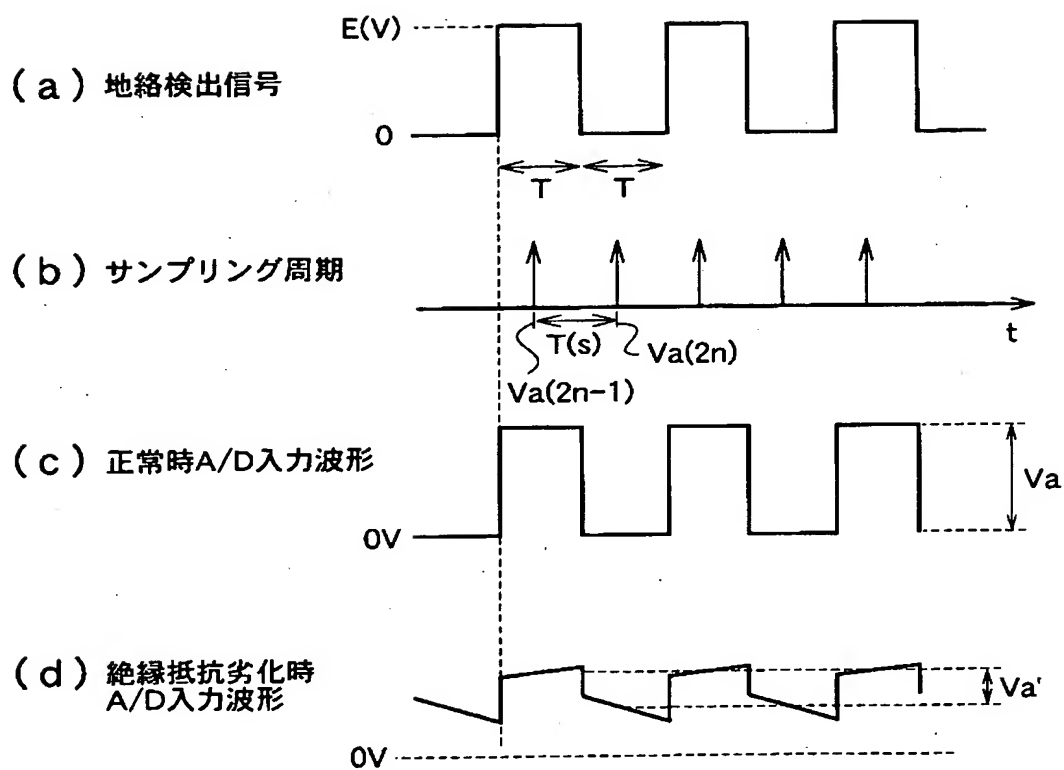 E(V)
(a) 地絡検出信号
0
T
T
(b) サンプリング周期
t
T(s)
Va(2n)
Va(2n-1)
(c) 正常時A/D入力波形
Va
0V
(d) 絶縁抵抗劣化時
A/D入力波形
Va'
0V